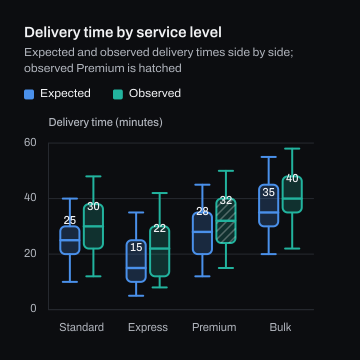 Delivery time by service level
Expected and observed delivery times side by side;
observed Premium is hatched
Expected
Observed
Delivery time (minutes)
60
40
20
0
25
30
15
22
28
32
35
40
Standard
Express
Premium
Bulk